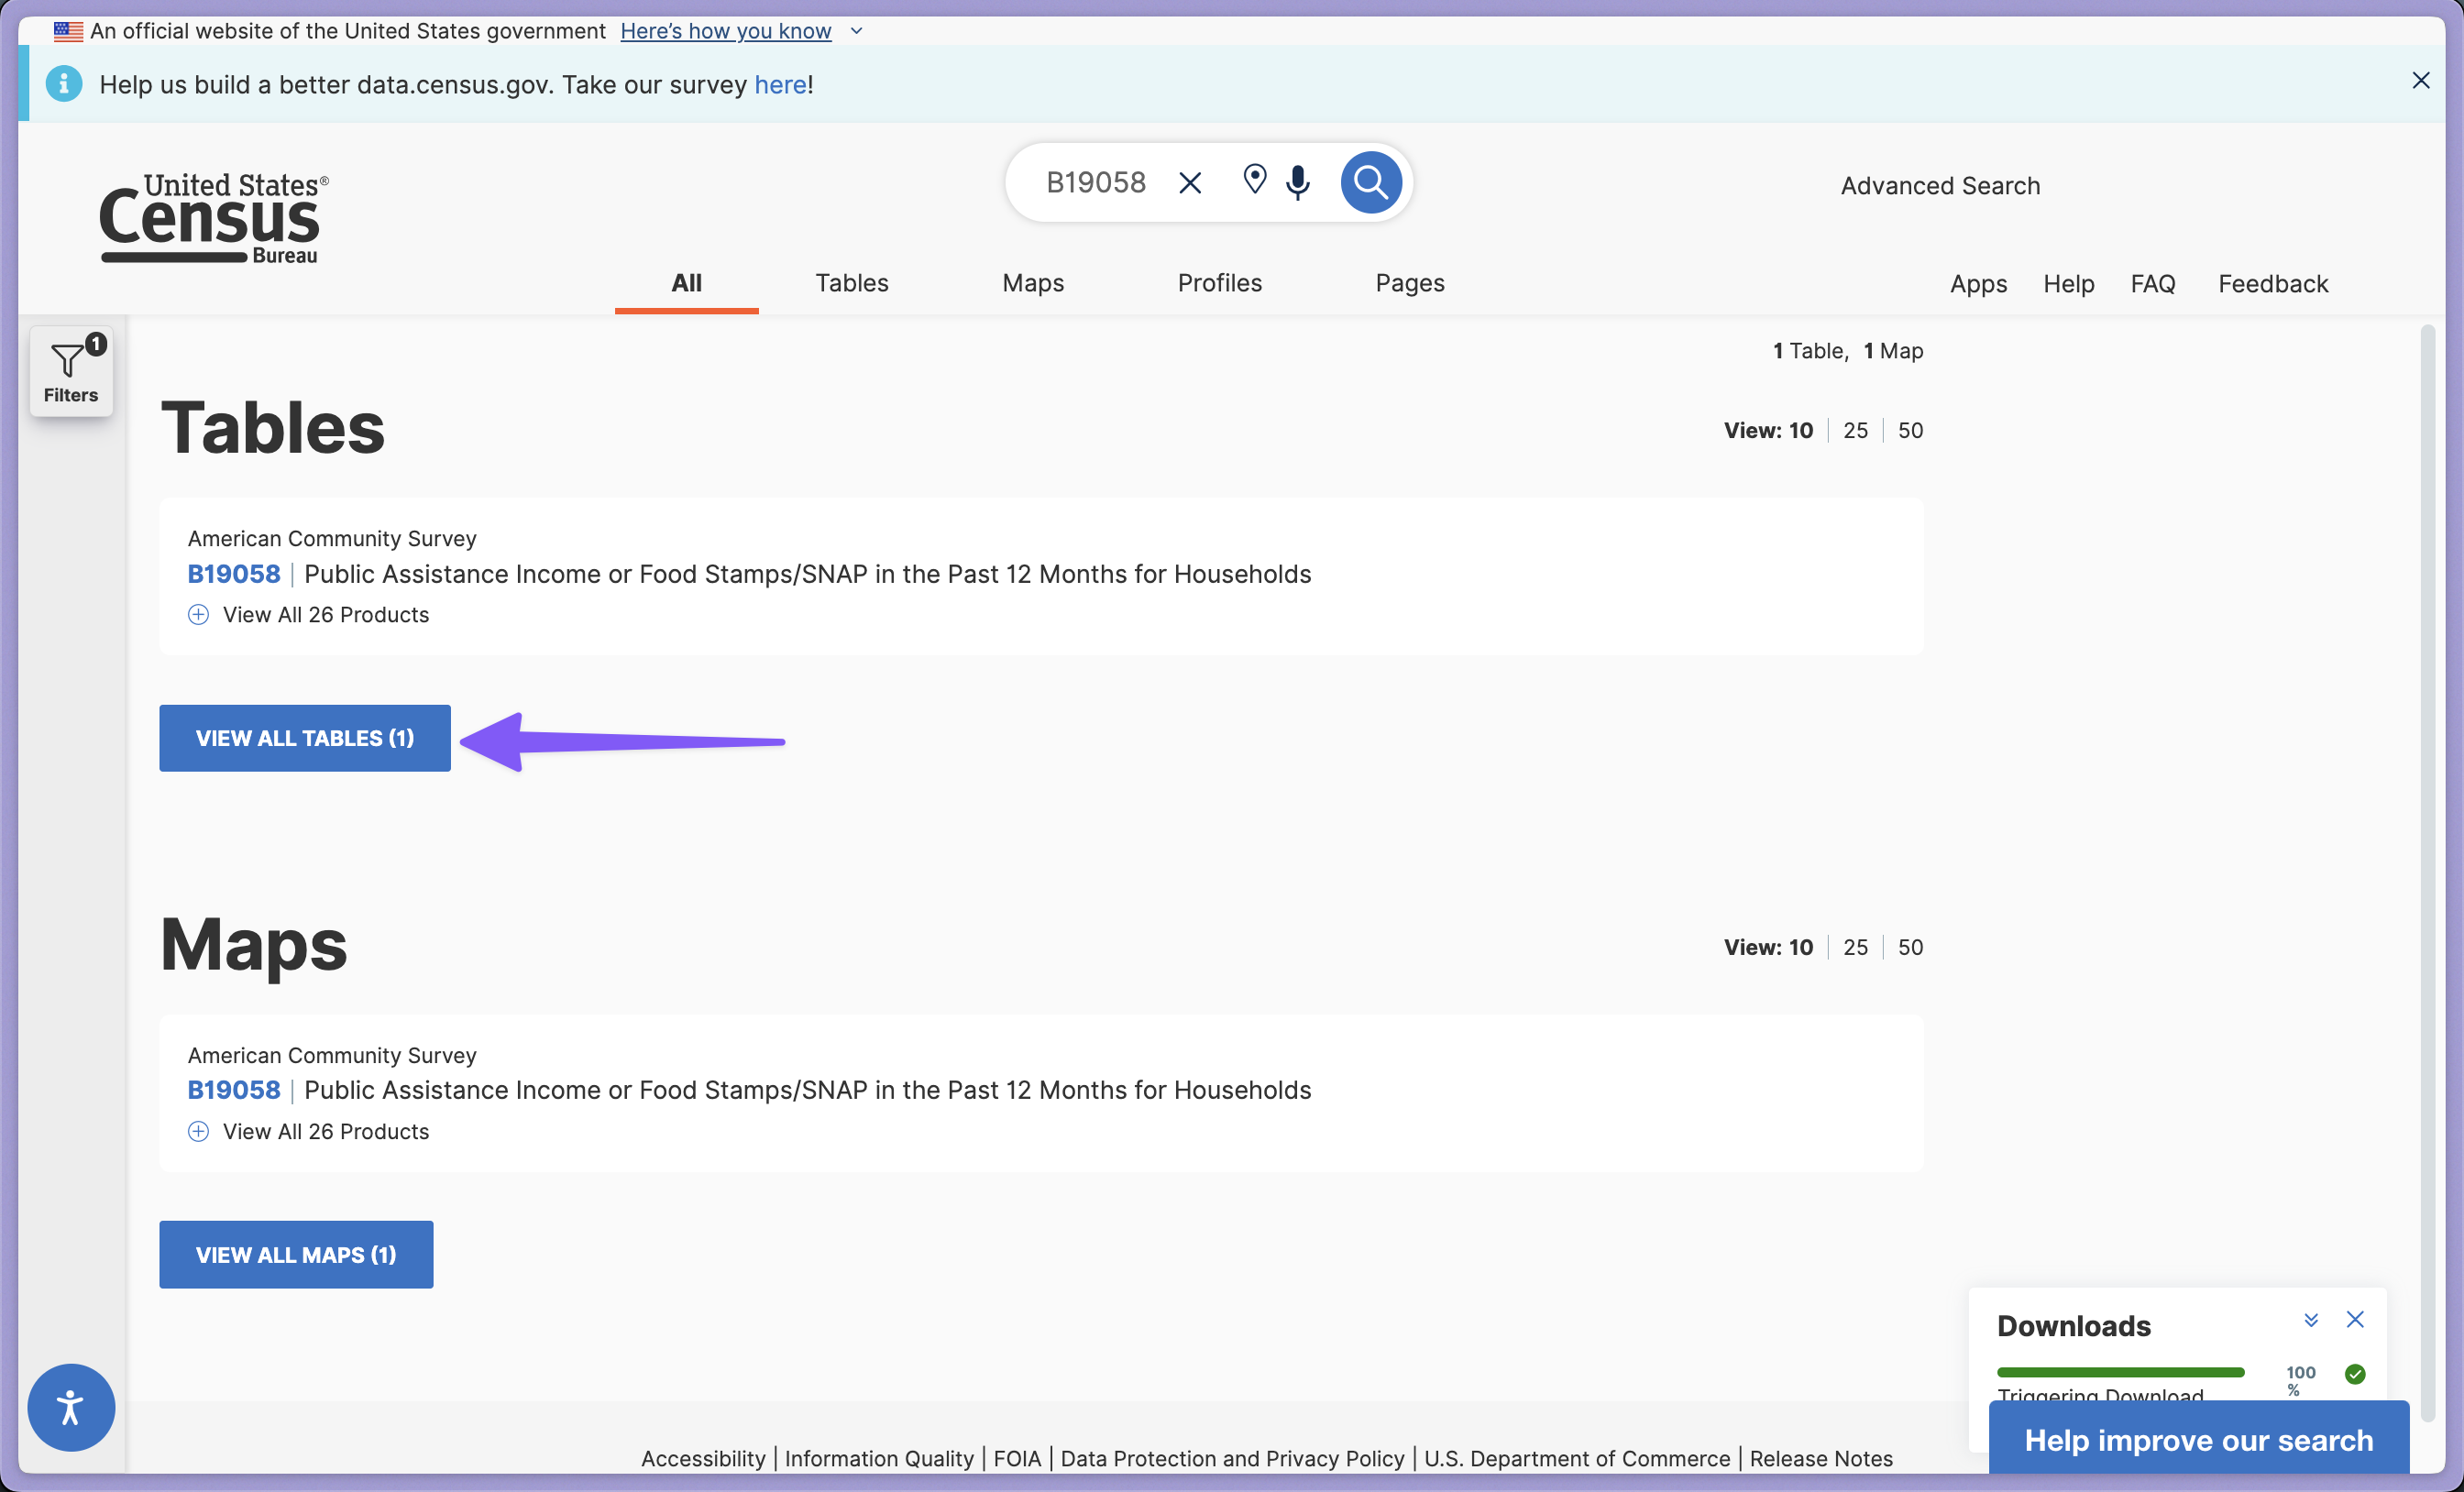 An official website of the United States government Here's how you know
Help us build a better data.census.gov. Take our survey here!
United States®
Census
Bureau
B19058
Advanced Search
All Tables Maps Profiles Pages
Apps Help FAQ Feedback
1
Filters
1 Table, 1 Map
Tables
View: 10 | 25 | 50
American Community Survey
B19058 | Public Assistance Income or Food Stamps/SNAP in the Past 12 Months for Households
View All 26 Products
VIEW ALL TABLES (1)
Maps
View: 10 | 25 | 50
American Community Survey
B19058 | Public Assistance Income or Food Stamps/SNAP in the Past 12 Months for Households
View All 26 Products
VIEW ALL MAPS (1)
Downloads
100
%
Triggering Download
Help improve our search
Accessibility | Information Quality | FOIA | Data Protection and Privacy Policy | U.S. Department of Commerce | Release Notes